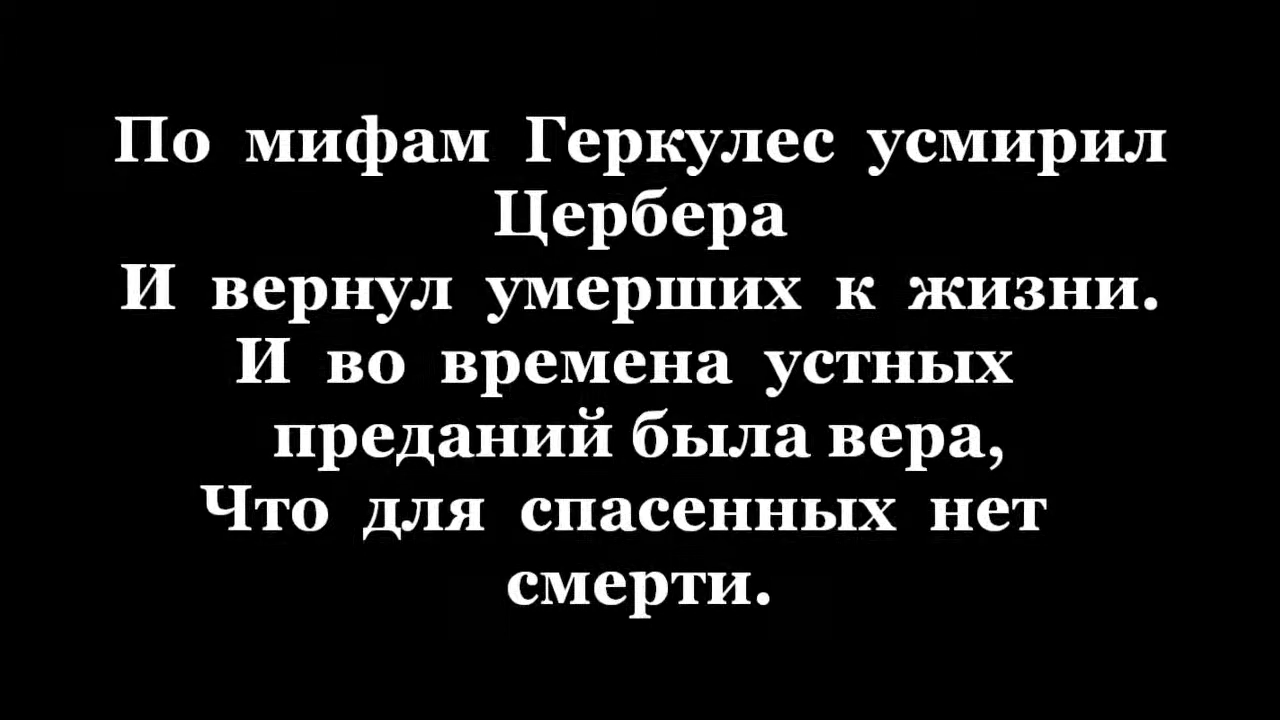 По мифам Геркулес усмирил
Цербера
И вернул умерших к жизни.
И во времена устных
преданий была вера,
Что для спасенных нет
смерти.